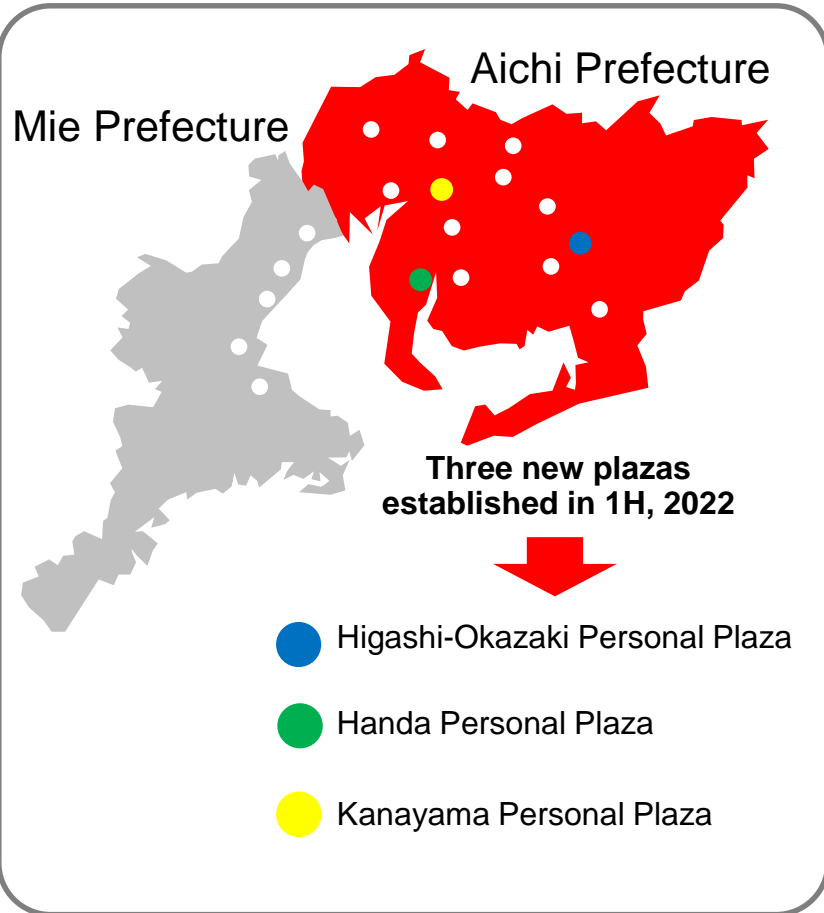 Aichi Prefecture
Mie Prefecture
Three new plazas
established in 1H, 2022
Higashi-Okazaki Personal Plaza
Handa Personal Plaza
Kanayama Personal Plaza